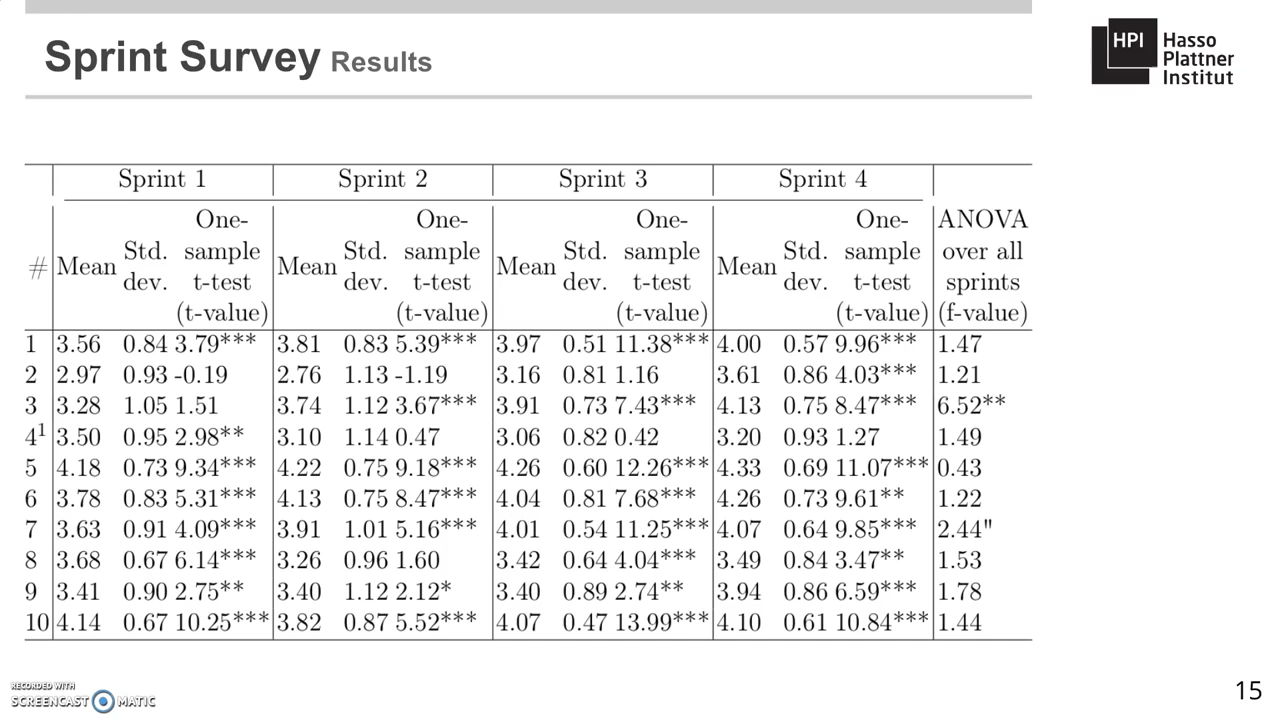 Sprint Survey Results
HPI Hasso
Plattner
Institut
Sprint 1 Sprint 2 Sprint 3 Sprint 4
# Mean Std. dev. One-sample t-test (t-value) Mean Std. dev. One-sample t-test (t-value) Mean Std. dev. One-sample t-test (t-value) Mean Std. dev. One-sample t-test (t-value) ANOVA over all sprints (f-value)
1 3.56 0.84 3.79*** 3.81 0.83 5.39*** 3.97 0.51 11.38*** 4.00 0.57 9.96*** 1.47
2 2.97 0.93 -0.19 2.76 1.13 -1.19 3.16 0.81 1.16 3.61 0.86 4.03*** 1.21
3 3.28 1.05 1.51 3.74 1.12 3.67*** 3.91 0.73 7.43*** 4.13 0.75 8.47*** 6.52**
4¹ 3.50 0.95 2.98** 3.10 1.14 0.47 3.06 0.82 0.42 3.20 0.93 1.27 1.49
5 4.18 0.73 9.34*** 4.22 0.75 9.18*** 4.26 0.60 12.26*** 4.33 0.69 11.07*** 0.43
6 3.78 0.83 5.31*** 4.13 0.75 8.47*** 4.04 0.81 7.68*** 4.26 0.73 9.61** 1.22
7 3.63 0.91 4.09*** 3.91 1.01 5.16*** 4.01 0.54 11.25*** 4.07 0.64 9.85*** 2.44"
8 3.68 0.67 6.14*** 3.26 0.96 1.60 3.42 0.64 4.04*** 3.49 0.84 3.47** 1.53
9 3.41 0.90 2.75** 3.40 1.12 2.12* 3.40 0.89 2.74** 3.94 0.86 6.59*** 1.78
10 4.14 0.67 10.25*** 3.82 0.87 5.52*** 4.07 0.47 13.99*** 4.10 0.61 10.84*** 1.44
RECORDED WITH
SCREENCAST MATIC
15